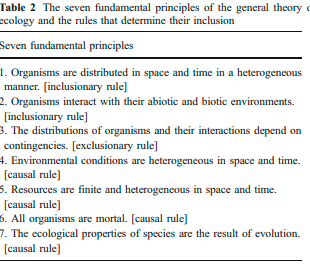 Table 2 The seven fundamental principles of the general theory o
ecology and the rules that determine their inclusion
Seven fundamental principles
1. Organisms are distributed in space and time in a heterogeneous
manner. [inclusionary rule]
2. Organisms interact with their abiotic and biotic environments.
[inclusionary rule]
3. The distributions of organisms and their interactions depend on
contingencies. [exclusionary rule]
4. Environmental conditions are heterogeneous in space and time.
[causal rule]
5. Resources are finite and heterogeneous in space and time.
[causal rule]
6. All organisms are mortal. [causal rule]
7. The ecological properties of species are the result of evolution.
[causal rule]